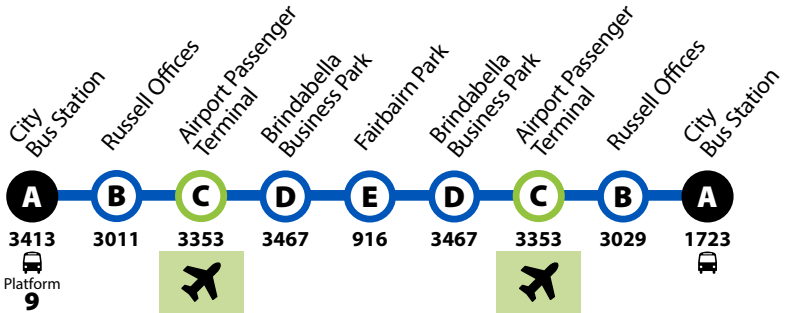 City
Bus Station
Russell Offices
Airport Passenger
Terminal
Brindabella
Business Park
Fairbairn Park
Brindabella
Business Park
Airport Passenger
Terminal
Russell Offices
City
Bus Station
A B C D E D C B A
3413 3011 3353 3467 916 3467 3353 3029 1723
Platform
9